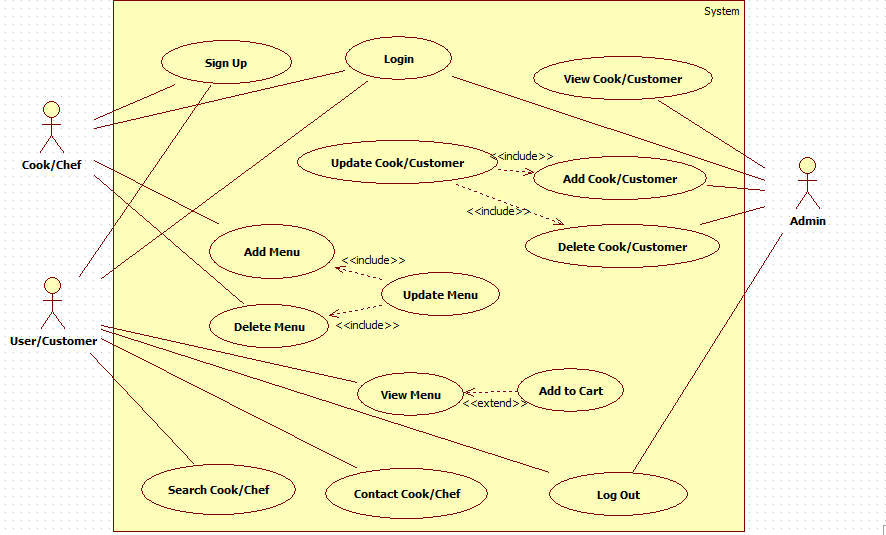 System
Sign Up
Login
View Cook/Customer
Cook/Chef
Update Cook/Customer
<<include>>
Add Cook/Customer
<<include>>
Admin
Delete Cook/Customer
Add Menu
<<include>>
Update Menu
Delete Menu
<<include>>
User/Customer
View Menu
Add to Cart
<<extend>>
Search Cook/Chef
Contact Cook/Chef
Log Out